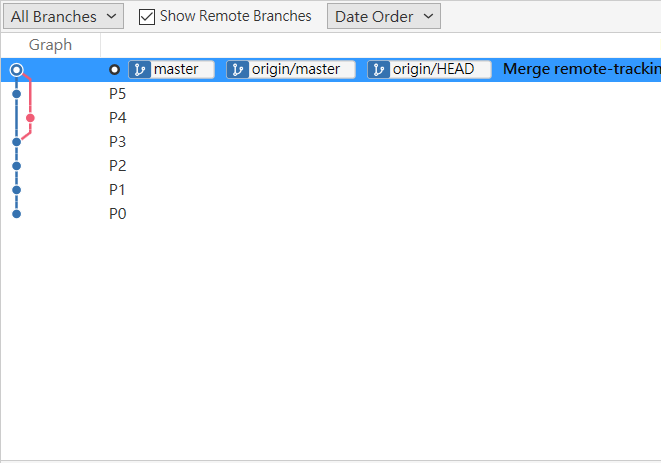 All Branches Show Remote Branches Date Order
Graph
master origin/master origin/HEAD Merge remote-trackin
P5
P4
P3
P2
P1
P0